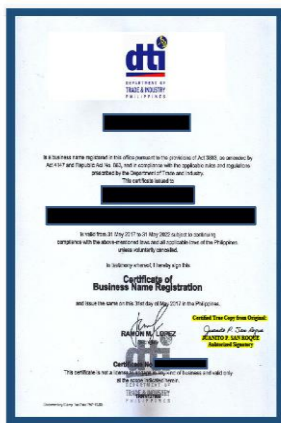 dti
DEPARTMENT OF
TRADE & INDUSTRY
PHILIPPINES
is a business name registered in this office pursuant to the provisions of Act 3883, as amended by
Act 4147 and Republic Act No. 863, and in compliance with the applicable rules and regulations
prescribed by the Department of Trade and Industry.
This certificate issued to
is valid from 31 May 2017 to 31 May 2022 subject to continuing
compliance with the above-mentioned laws and all applicable laws of the Philippines,
unless voluntarily cancelled.
In testimony whereof, I hereby sign this
Certificate of
Business Name Registration
and issue the same on this 31st day of May 2017 in the Philippines.
Certified True Copy from Original:
Juanito P. San Roque
JUANITO P. SAN ROQUE
Authorized Signatory
RAMON M. LOPEZ
Certificate No
This certificate is not a license to engage in any kind of business and valid only
at the scope indicated herein.
DEPARTMENT OF
PHILIPPINES